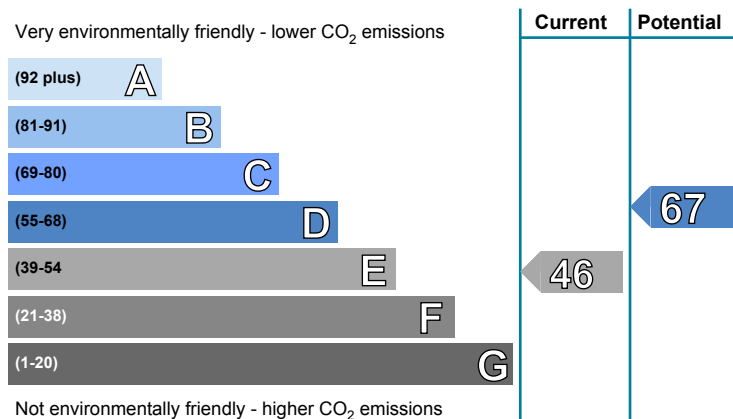 Current Potential
Very environmentally friendly - lower CO2 emissions
(92 plus) A
(81-91) B
(69-80) C
67
(55-68) D
(39-54 E
46
(21-38) F
(1-20) G
Not environmentally friendly - higher CO2 emissions